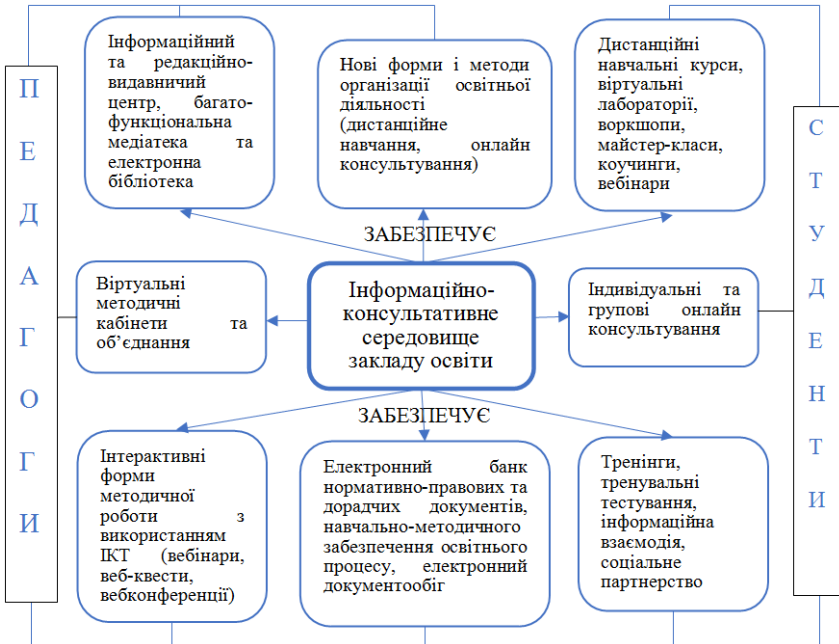 Інформаційний
та редакційно-
видавничий
центр, багато-
функціональна
медіатека та
електронна
бібліотека
Нові форми і методи
організації освітньої
діяльності
(дистанційне
навчання, онлайн
консультування)
Дистанційні
навчальні курси,
віртуальні
лабораторії,
воркшопи,
майстер-класи,
коучинги,
вебінари
П
Е
Д
А
Г
О
Г
И
С
Т
У
Д
Е
Н
Т
И
ЗАБЕЗПЕЧУЄ
Віртуальні
методичні
кабінети та
об’єднання
Інформаційно-
консультативне
середовище
закладу освіти
Індивідуальні та
групові онлайн
консультування
ЗАБЕЗПЕЧУЄ
Інтерактивні
форми
методичної
роботи з
використанням
ІКТ (вебінари,
веб-квести,
вебконференції)
Електронний банк
нормативно-правових та
дорадчих документів,
навчально-методичного
забезпечення освітнього
процесу, електронний
документообіг
Тренінги,
тренувальні
тестування,
інформаційна
взаємодія,
соціальне
партнерство